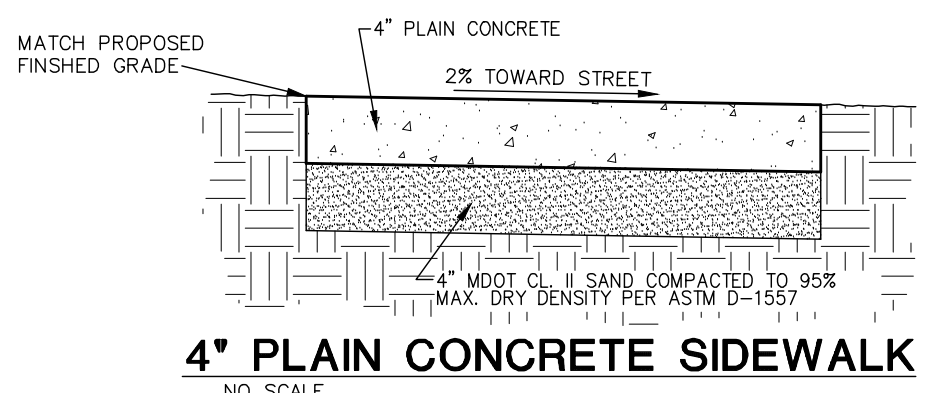 4" PLAIN CONCRETE
MATCH PROPOSED
FINSHED GRADE
2% TOWARD STREET
4" MDOT CL. II SAND COMPACTED TO 95%
MAX. DRY DENSITY PER ASTM D-1557
4" PLAIN CONCRETE SIDEWALK
NO SCALE